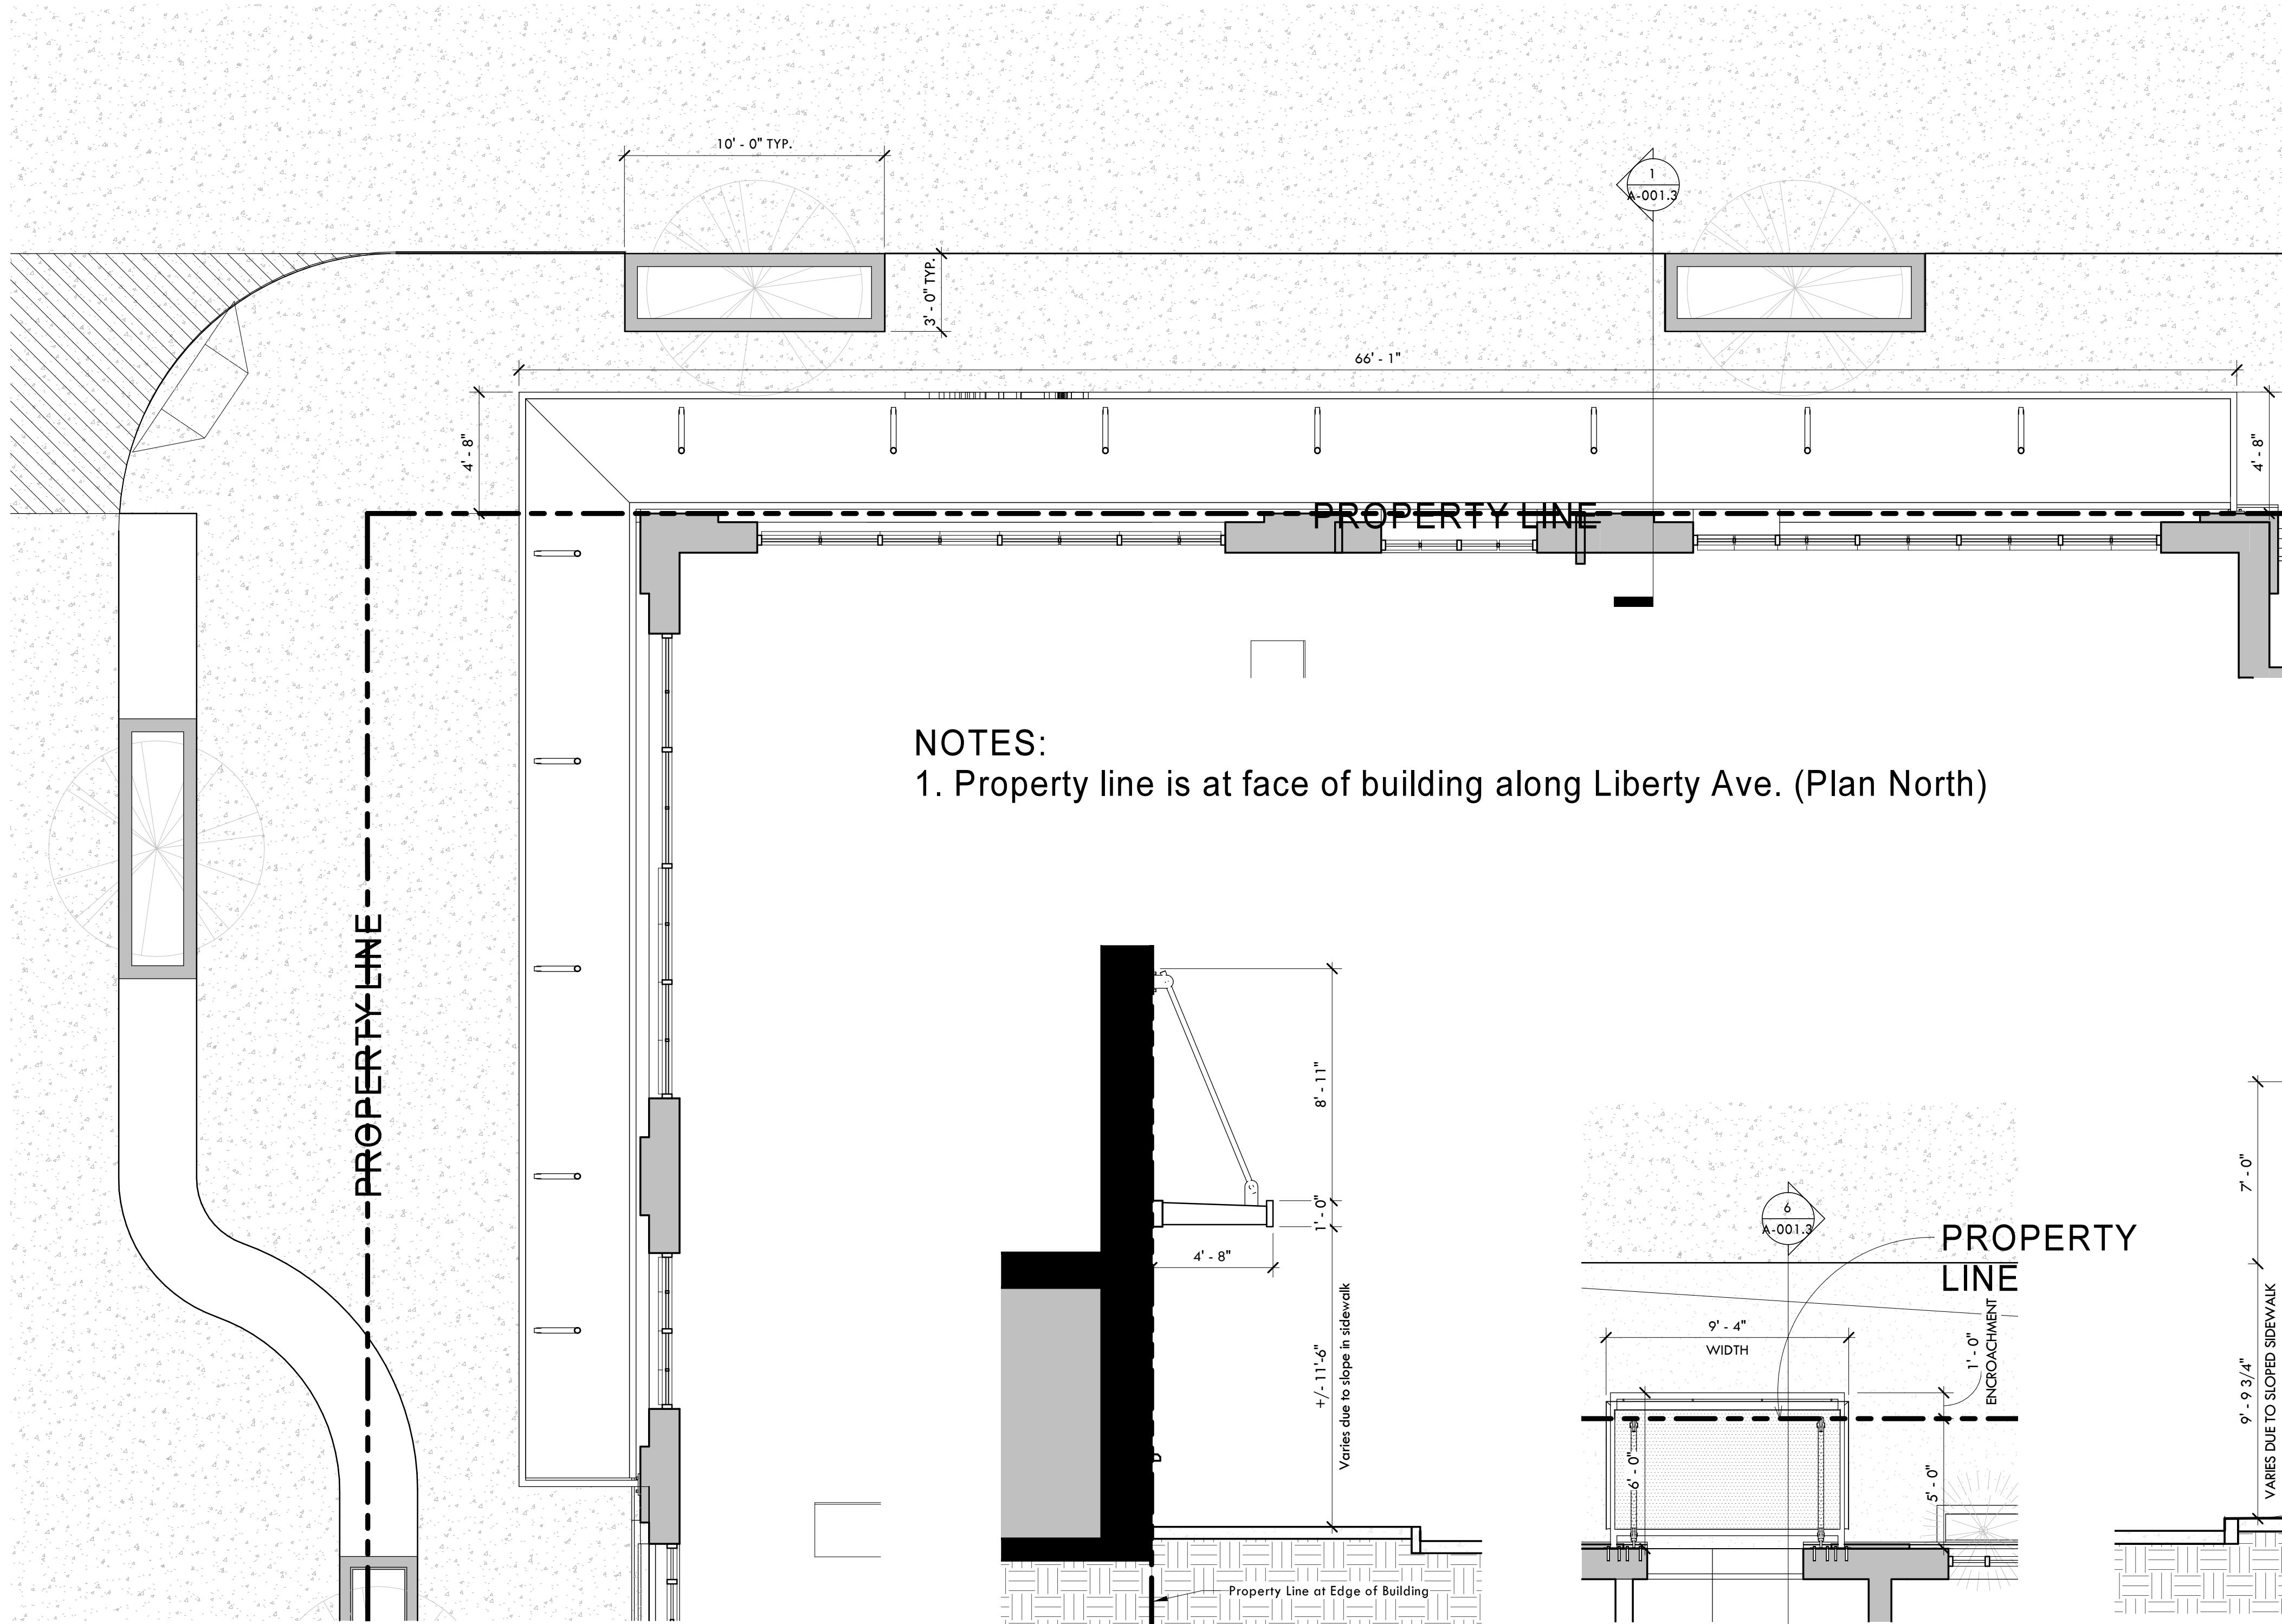 10' - 0" TYP.
1
A-001.3
3' - 0" TYP.
66' - 1"
4' - 8"
4' - 8"
PROPERTY LINE
NOTES:
1. Property line is at face of building along Liberty Ave. (Plan North)
PROPERTY LINE
8' - 11"
1' - 0"
4' - 8"
+/- 11'-6"
Varies due to slope in sidewalk
Property Line at Edge of Building
6
A-001.3
PROPERTY
LINE
9' - 4"
WIDTH
1' - 0"
ENCROACHMENT
6' - 0"
5' - 0"
7' - 0"
9' - 9 3/4"
VARIES DUE TO SLOPED SIDEWALK